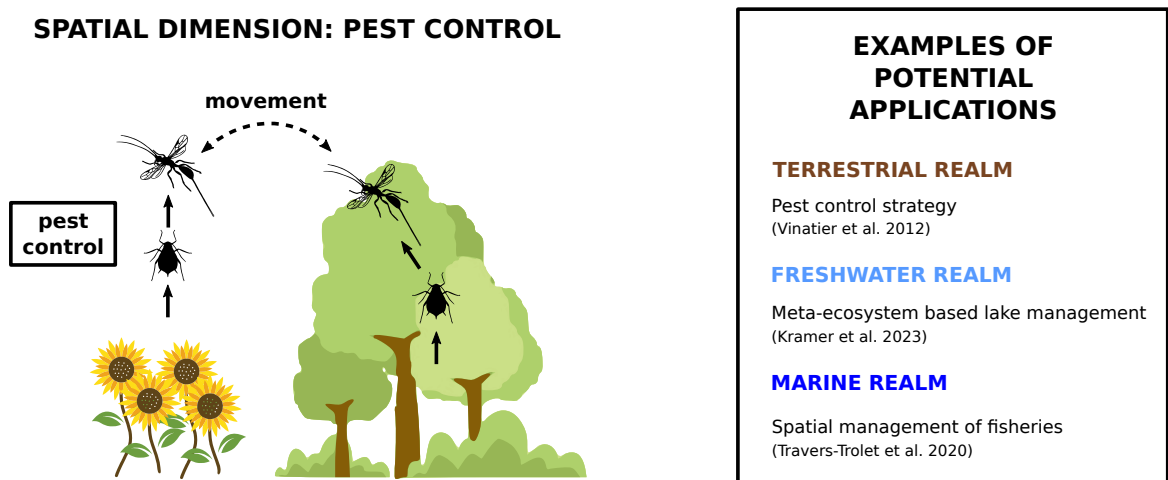 SPATIAL DIMENSION: PEST CONTROL
movement
pest
control
EXAMPLES OF
POTENTIAL
APPLICATIONS
TERRESTRIAL REALM
Pest control strategy
(Vinatier et al. 2012)
FRESHWATER REALM
Meta-ecosystem based lake management
(Kramer et al. 2023)
MARINE REALM
Spatial management of fisheries
(Travers-Trolet et al. 2020)